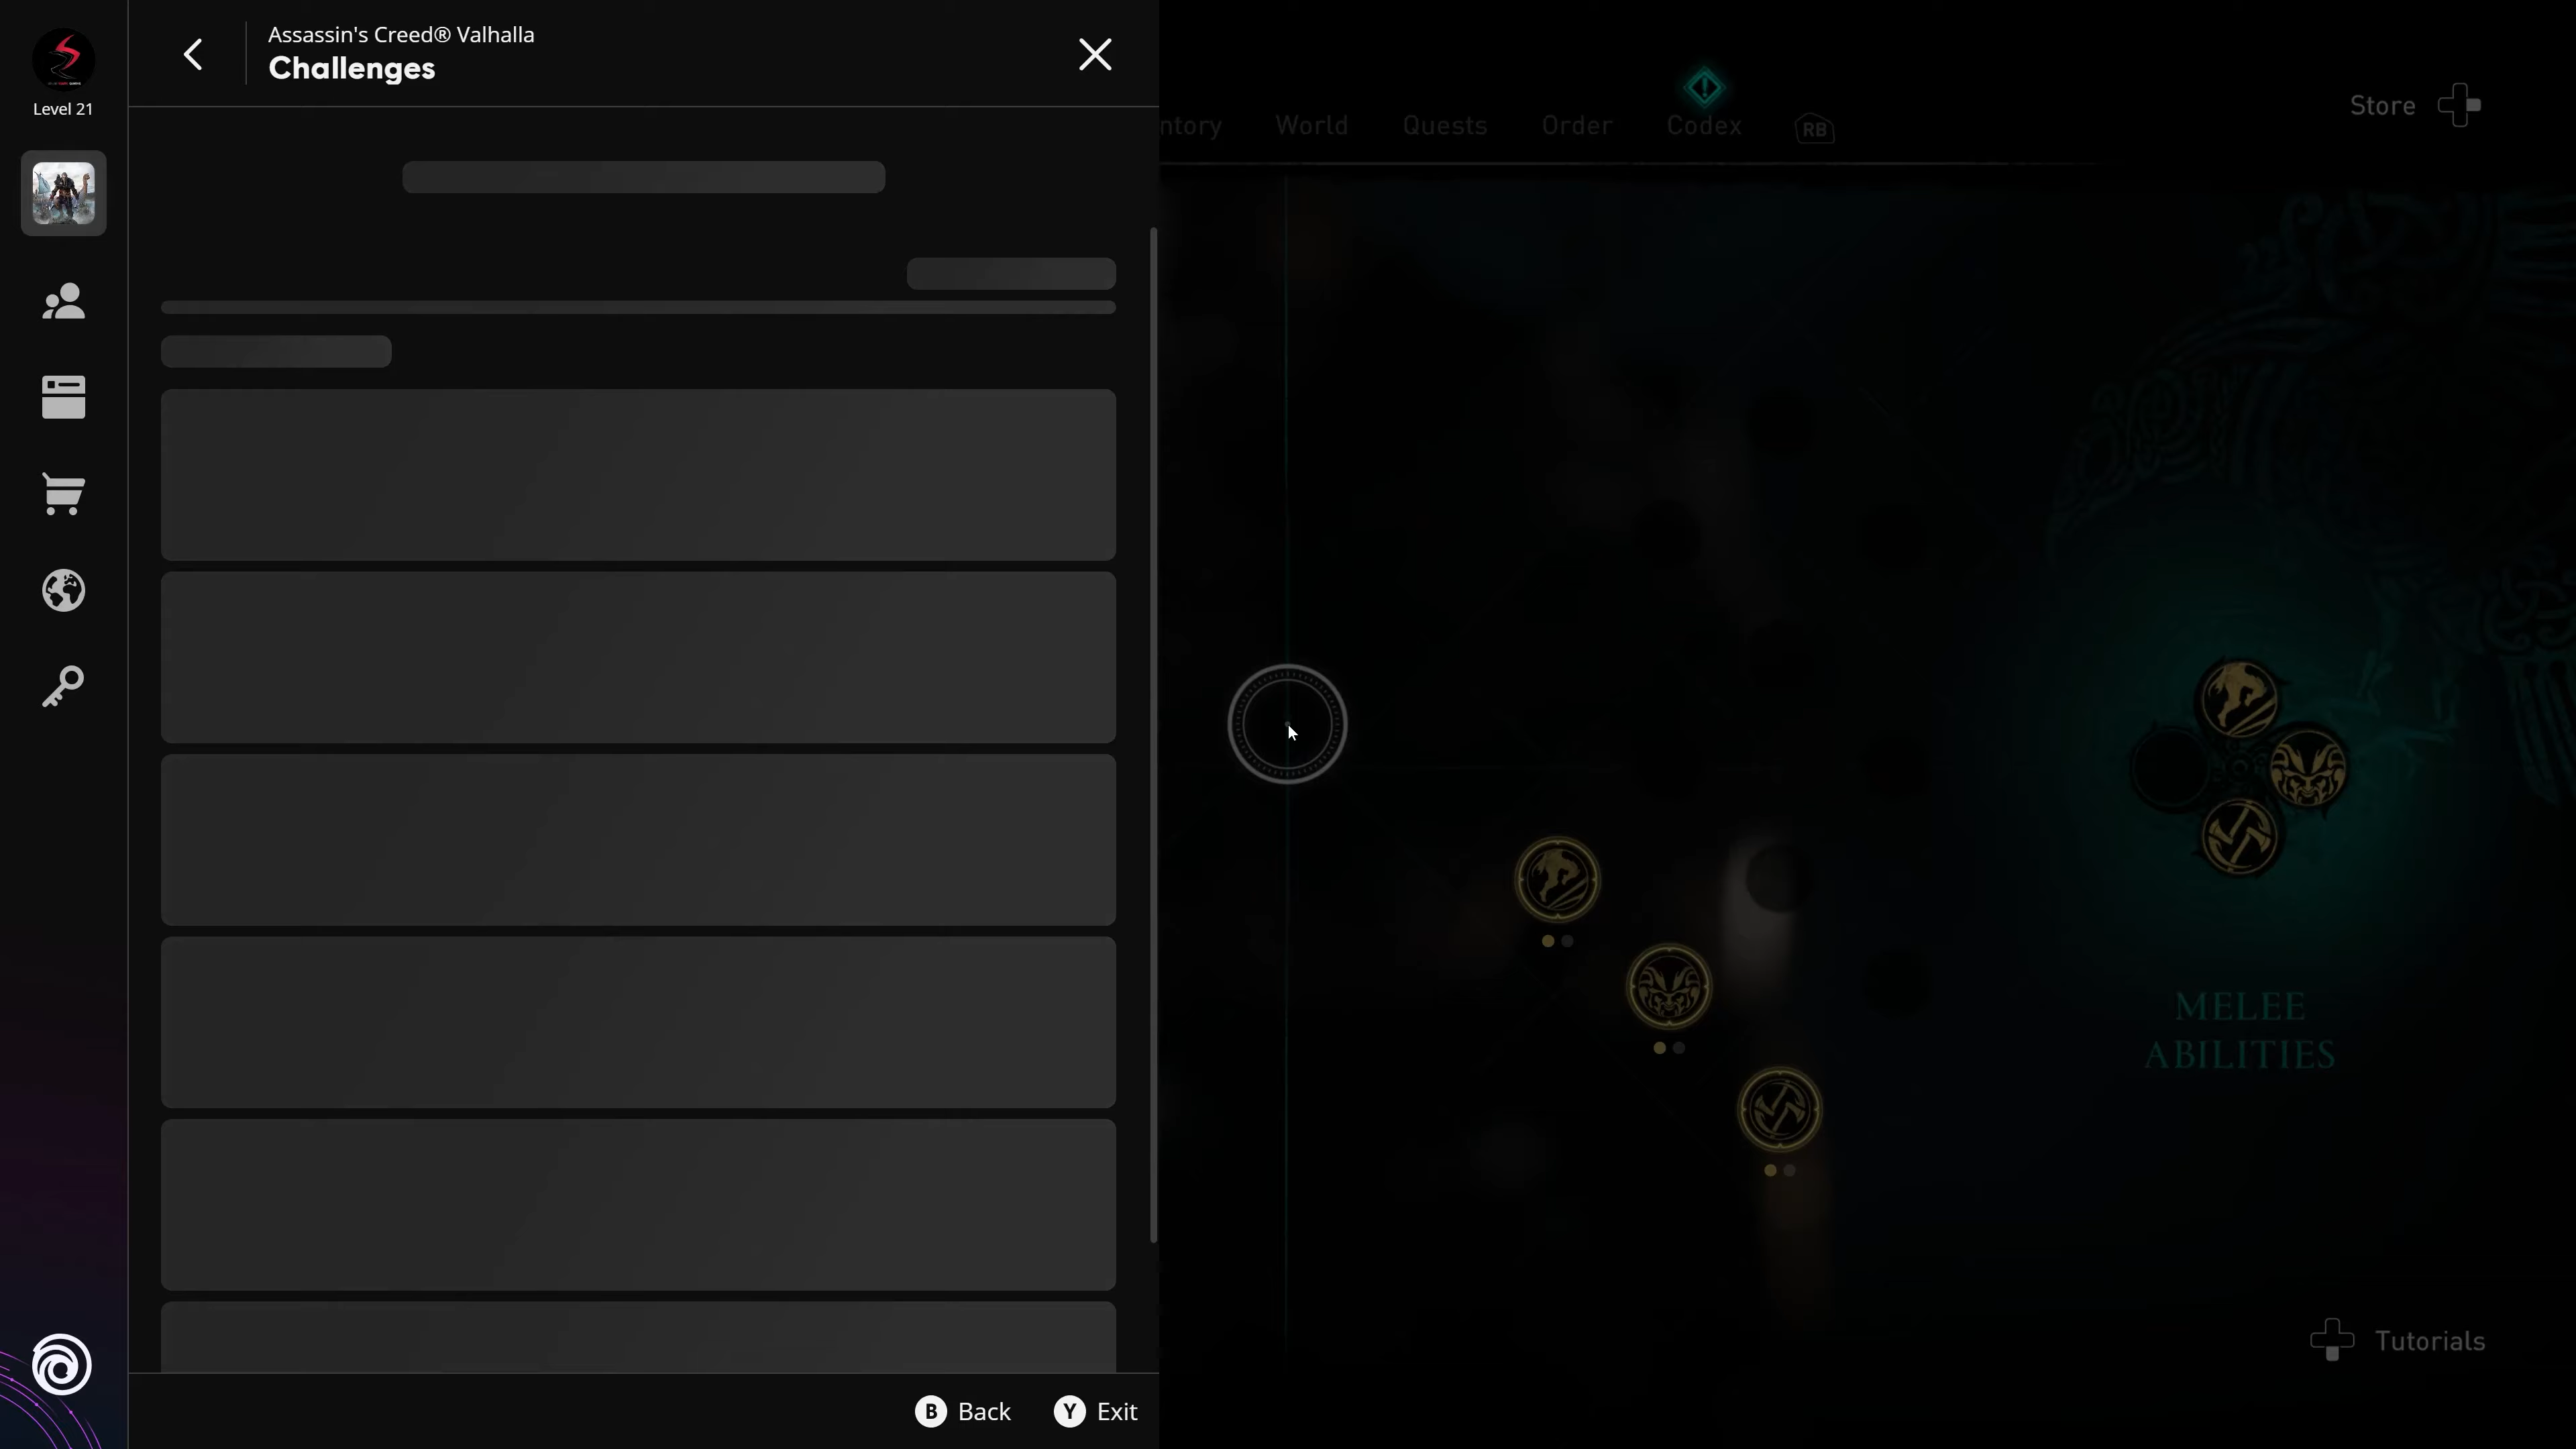 Level 21
Assassin's Creed® Valhalla
Challenges
ntory World Quests Order Codex RB
Store
MELEE
ABILITIES
Tutorials
B Back Y Exit